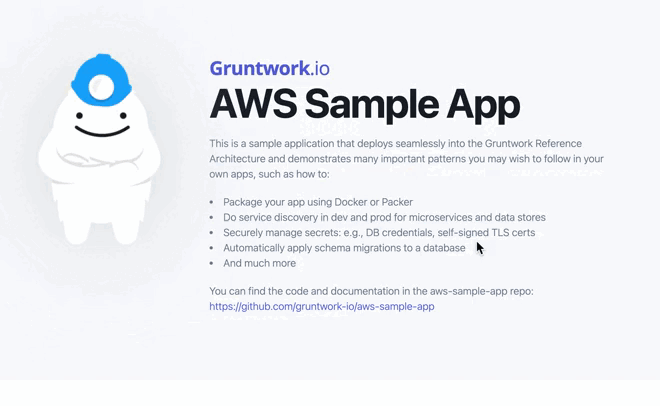 Gruntwork.io
AWS Sample App
This is a sample application that deploys seamlessly into the Gruntwork Reference
Architecture and demonstrates many important patterns you may wish to follow in your
own apps, such as how to:
• Package your app using Docker or Packer
• Do service discovery in dev and prod for microservices and data stores
• Securely manage secrets: e.g., DB credentials, self-signed TLS certs
• Automatically apply schema migrations to a database
• And much more
You can find the code and documentation in the aws-sample-app repo:
https://github.com/gruntwork-io/aws-sample-app